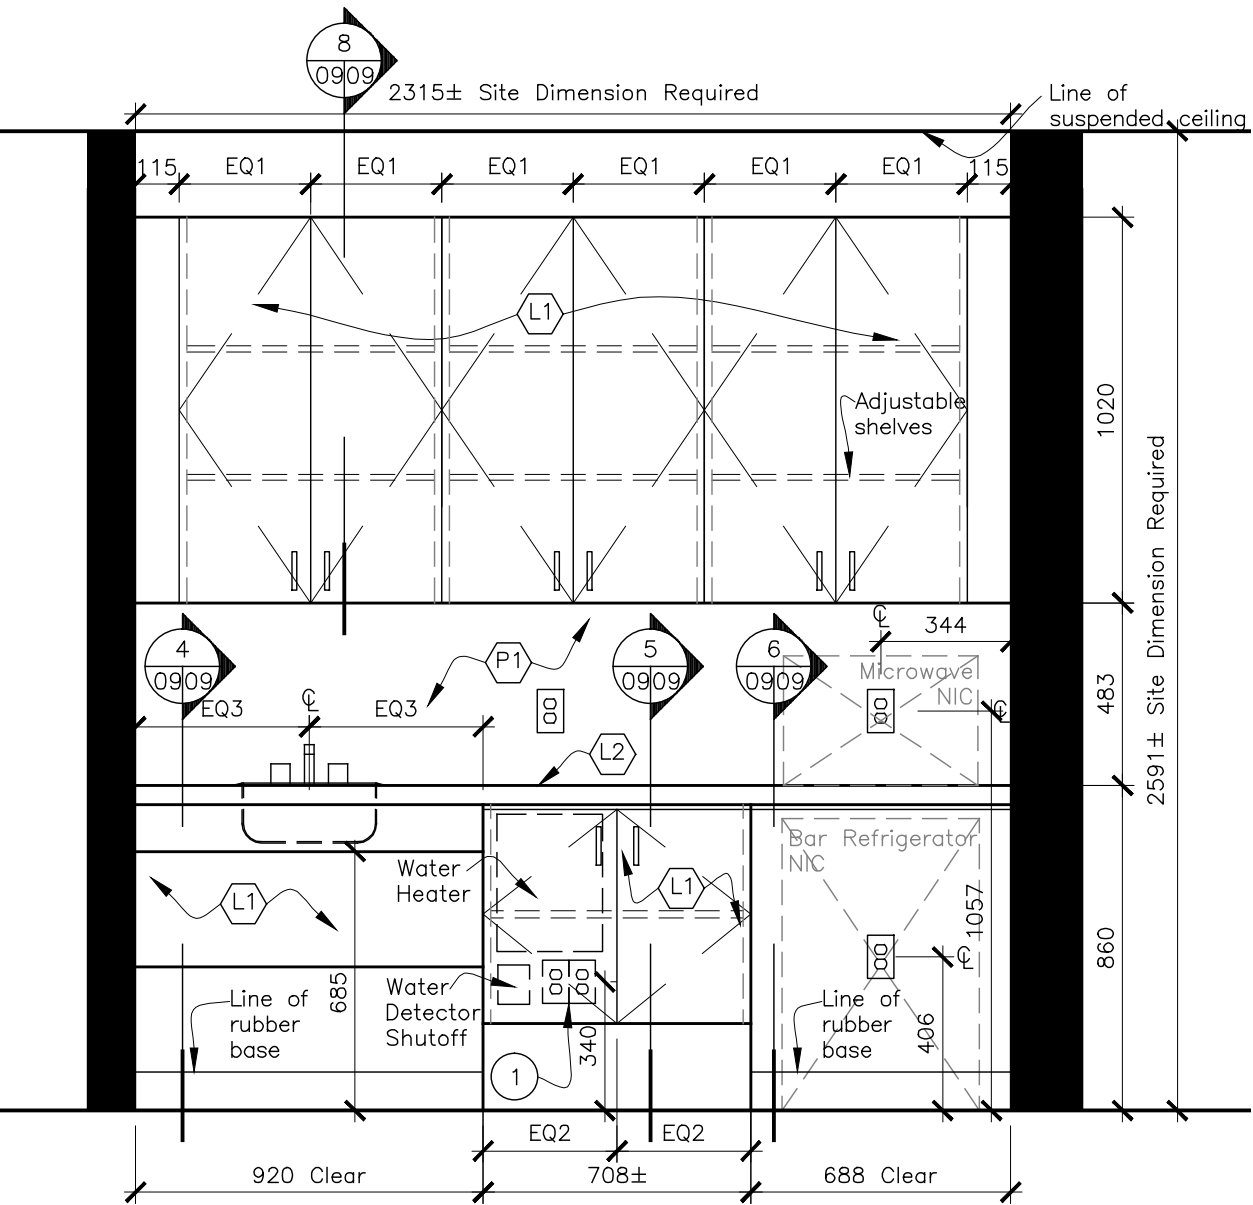 8
0909
2315± Site Dimension Required
Line of
suspended ceiling
115
EQ1
EQ1
EQ1
EQ1
EQ1
EQ1
115
L1
Adjustable
shelves
1020
2591± Site Dimension Required
4
0909
P1
5
0909
6
0909
℄
344
Microwave
NIC
℄
483
EQ3
℄
EQ3
L2
Bar Refrigerator
NIC
Water
Heater
L1
L1
1057
860
℄
685
Line of
rubber
base
Water
Detector
Shutoff
340
1
Line of
rubber
base
406
EQ2
EQ2
920 Clear
708±
688 Clear